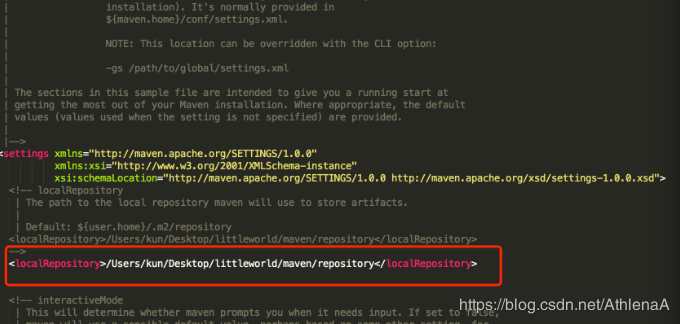 |             installation). It's normally provided in
|             ${maven.home}/conf/settings.xml.
|
|             NOTE: This location can be overridden with the CLI option:
|
|             -gs /path/to/global/settings.xml
|
| The sections in this sample file are intended to give you a running start at
| getting the most out of your Maven installation. Where appropriate, the default
| values (values used when the setting is not specified) are provided.
|
|-->
<settings xmlns="http://maven.apache.org/SETTINGS/1.0.0"
xmlns:xsi="http://www.w3.org/2001/XMLSchema-instance"
xsi:schemaLocation="http://maven.apache.org/SETTINGS/1.0.0 http://maven.apache.org/xsd/settings-1.0.0.xsd">
<!-- localRepository
| The path to the local repository maven will use to store artifacts.
|
| Default: ${user.home}/.m2/repository
<localRepository>/Users/kun/Desktop/littleworld/maven/repository</localRepository>
-->
<localRepository>/Users/kun/Desktop/littleworld/maven/repository</localRepository>
<!-- interactiveMode
| This will determine whether maven prompts you when it needs input. If set to false,
https://blog.csdn.net/AthlenaA